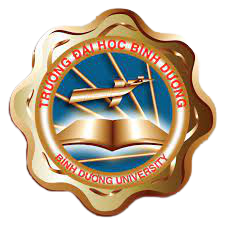 TRƯỜNG ĐẠI HỌC BÌNH DƯƠNG
BINH DUONG UNIVERSITY